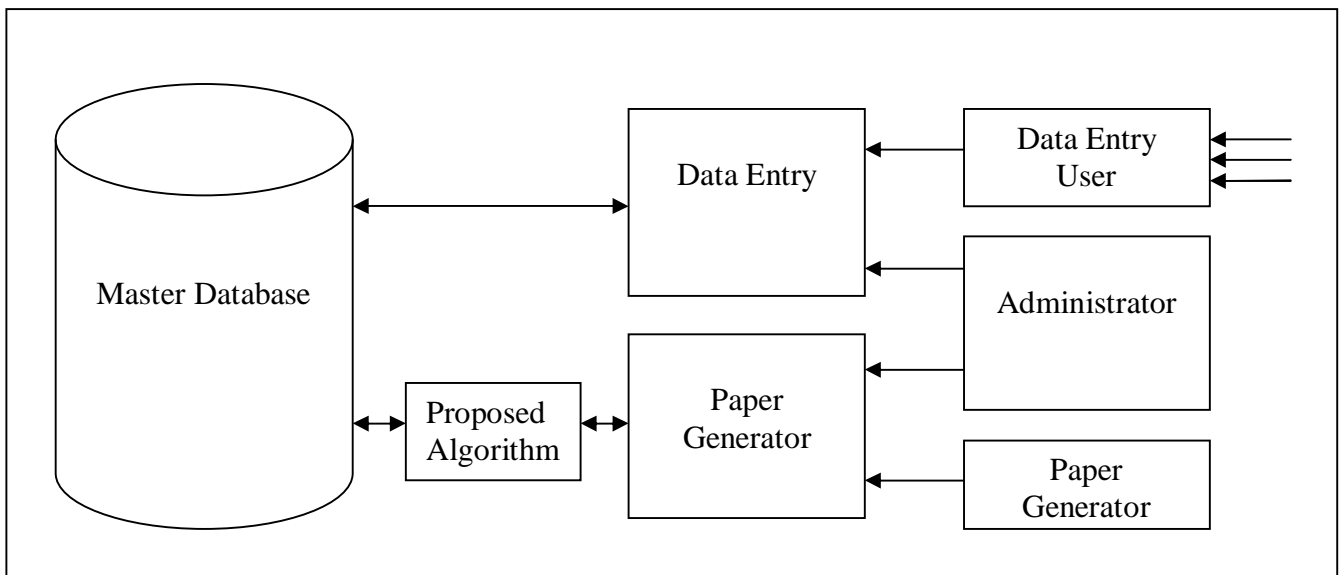 Master Database
Data Entry
Data Entry
User
Administrator
Proposed
Algorithm
Paper
Generator
Paper
Generator